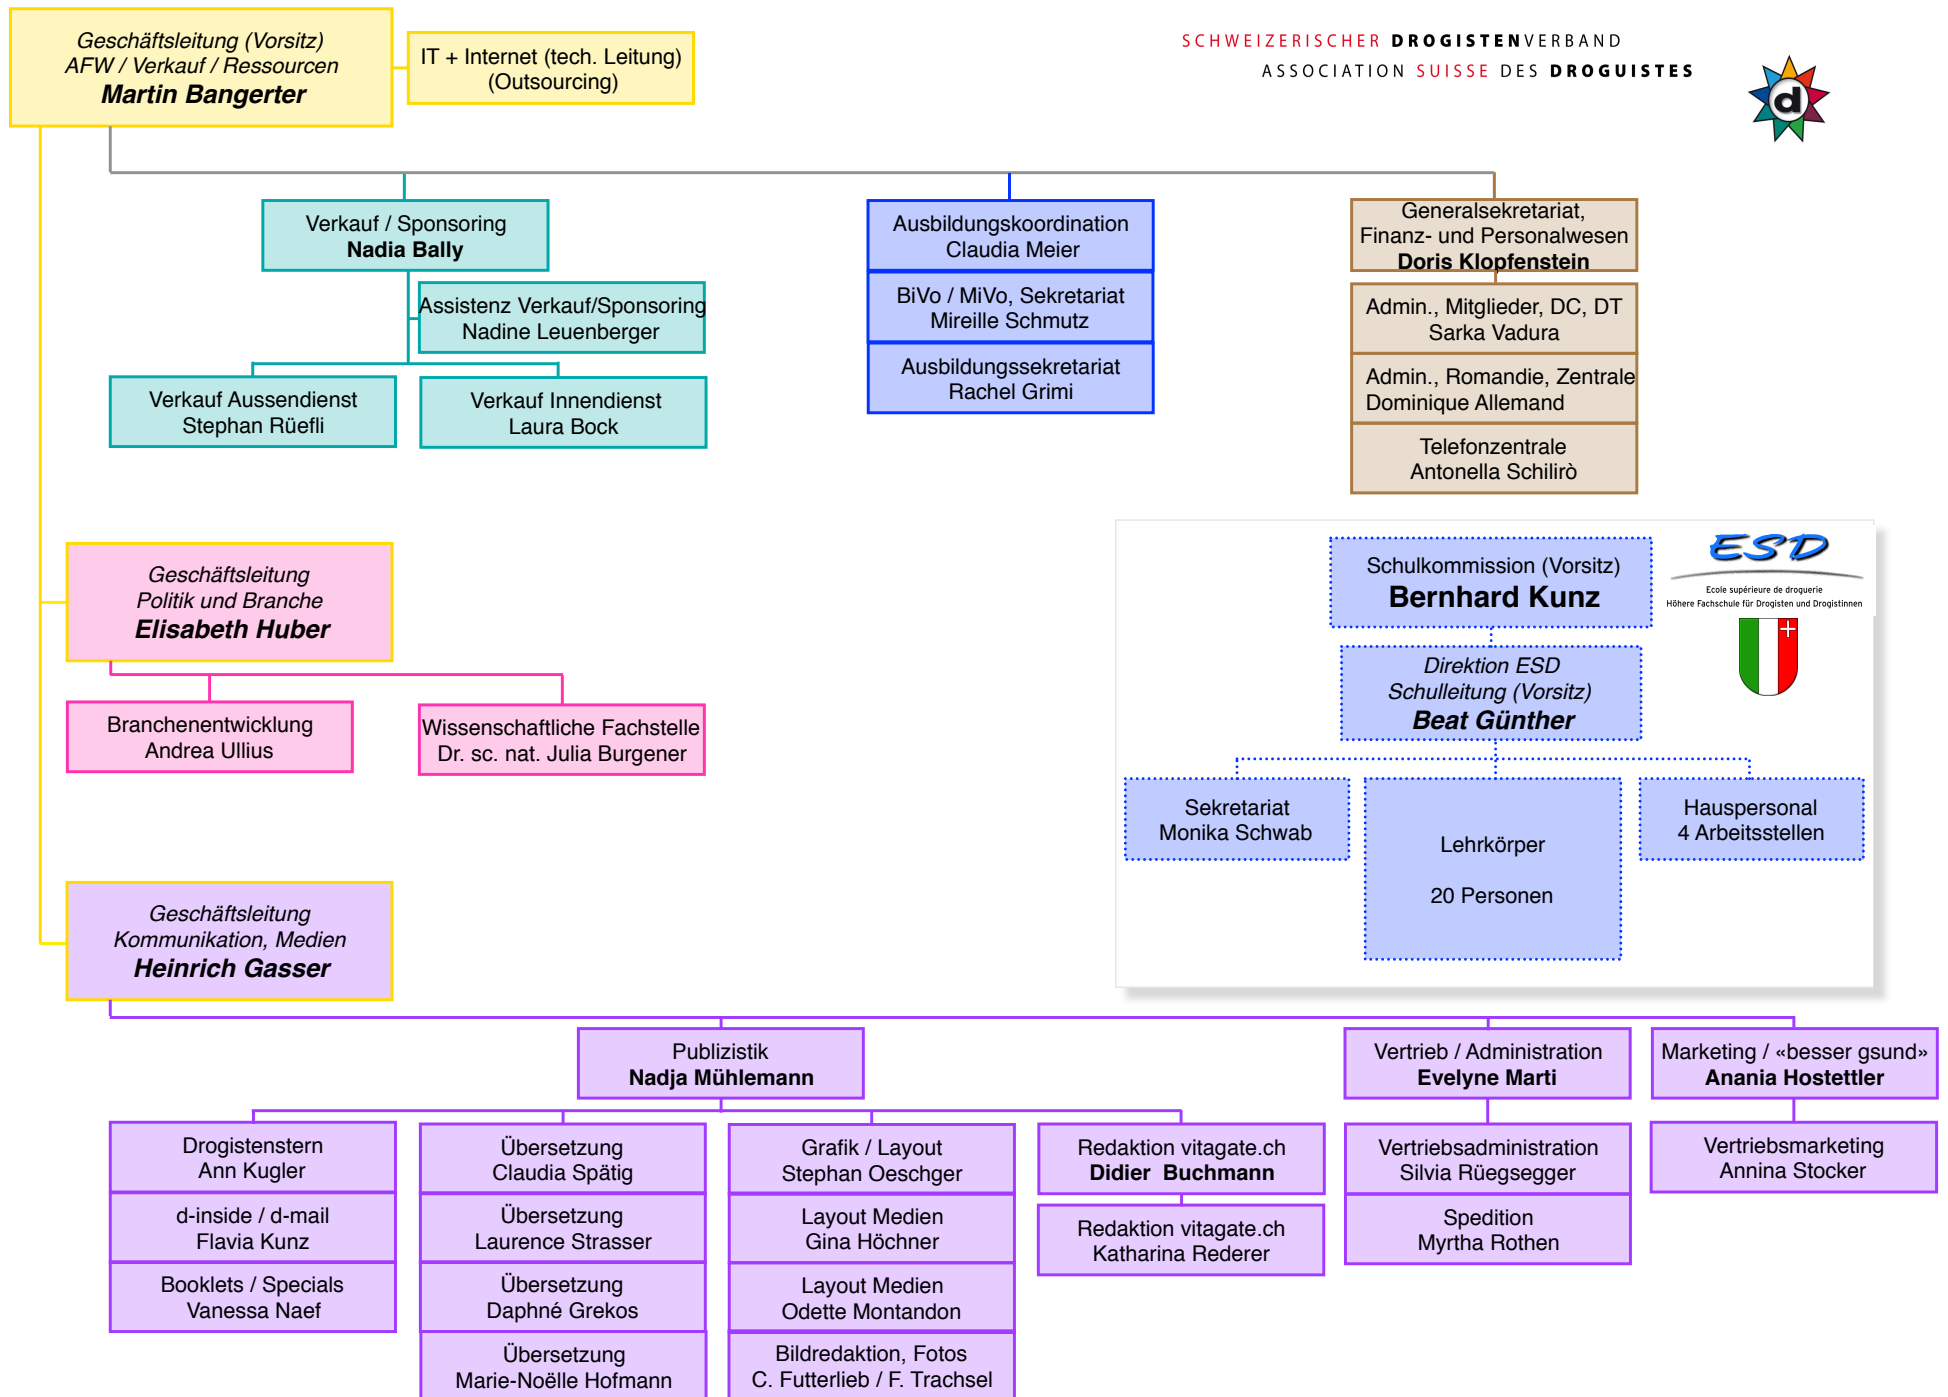 Geschäftsleitung (Vorsitz)
AFW / Verkauf / Ressourcen
Martin Bangerter
IT + Internet (tech. Leitung)
(Outsourcing)
SCHWEIZERISCHER DROGISTENVERBAND
ASSOCIATION SUISSE DES DROGUISTES
d
Verkauf / Sponsoring
Nadia Bally
Assistenz Verkauf/Sponsoring
Nadine Leuenberger
Verkauf Aussendienst
Stephan Rüefli
Verkauf Innendienst
Laura Bock
Ausbildungskoordination
Claudia Meier
BiVo / MiVo, Sekretariat
Mireille Schmutz
Ausbildungssekretariat
Rachel Grimi
Generalsekretariat,
Finanz- und Personalwesen
Doris Klopfenstein
Admin., Mitglieder, DC, DT
Sarka Vadura
Admin., Romandie, Zentrale
Dominique Allemand
Telefonzentrale
Antonella Schilirò
Geschäftsleitung
Politik und Branche
Elisabeth Huber
Branchenentwicklung
Andrea Ullius
Wissenschaftliche Fachstelle
Dr. sc. nat. Julia Burgener
Schulkommission (Vorsitz)
Bernhard Kunz
ESD
Ecole supérieure de droguerie
Höhere Fachschule für Drogisten und Drogistinnen
Direktion ESD
Schulleitung (Vorsitz)
Beat Günther
Sekretariat
Monika Schwab
Lehrkörper
20 Personen
Hauspersonal
4 Arbeitsstellen
Geschäftsleitung
Kommunikation, Medien
Heinrich Gasser
Publizistik
Nadja Mühlemann
Vertrieb / Administration
Evelyne Marti
Marketing / «besser gsund»
Anania Hostettler
Drogistenstern
Ann Kugler
d-inside / d-mail
Flavia Kunz
Booklets / Specials
Vanessa Naef
Übersetzung
Claudia Spätig
Übersetzung
Laurence Strasser
Übersetzung
Daphné Grekos
Übersetzung
Marie-Noëlle Hofmann
Grafik / Layout
Stephan Oeschger
Layout Medien
Gina Höchner
Layout Medien
Odette Montandon
Bildredaktion, Fotos
C. Futterlieb / F. Trachsel
Redaktion vitagate.ch
Didier Buchmann
Redaktion vitagate.ch
Katharina Rederer
Vertriebsadministration
Silvia Rüegsegger
Spedition
Myrtha Rothen
Vertriebsmarketing
Annina Stocker